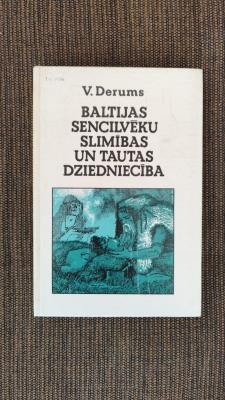 V. Derums
BALTIJAS
SENCILVĒKU
SLIMĪBAS
UN TAUTAS
DZIEDNIECĪBA